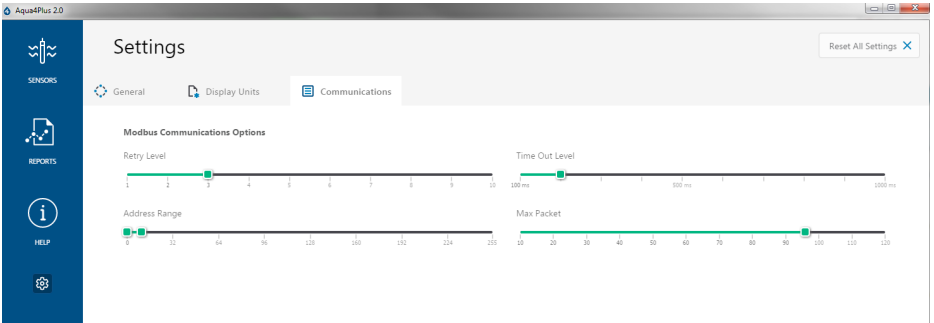 Aqua4Plus 2.0
Settings
Reset All Settings
SENSORS
General Display Units Communications
Modbus Communications Options
REPORTS
Retry Level Time Out Level
1 2 3 4 5 6 7 8 9 10 100 ms 500 ms 1000 ms
Address Range Max Packet
HELP
0 32 64 96 128 160 192 224 255 10 20 30 40 50 60 70 80 90 100 110 120